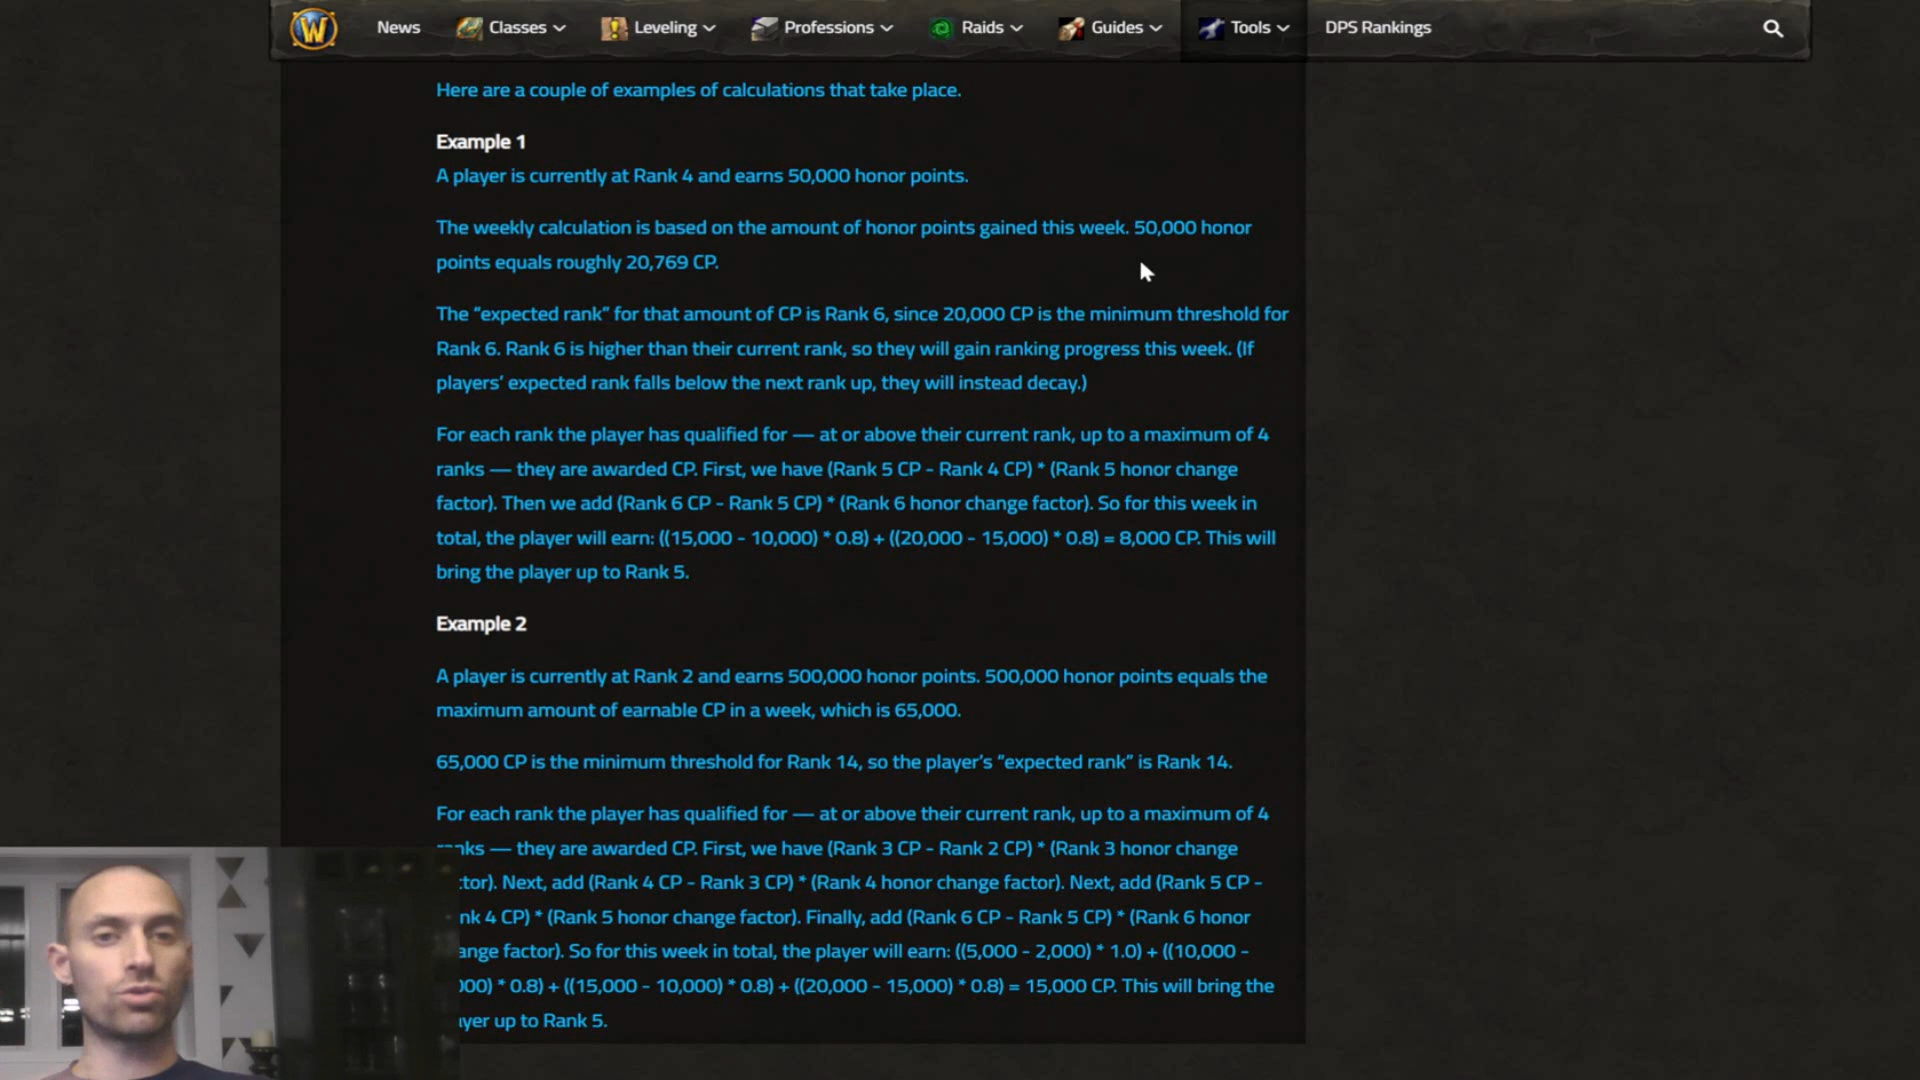 News Classes Leveling Professions Raids Guides Tools DPS Rankings
Here are a couple of examples of calculations that take place.
Example 1
A player is currently at Rank 4 and earns 50,000 honor points.
The weekly calculation is based on the amount of honor points gained this week. 50,000 honor
points equals roughly 20,769 CP.
The “expected rank” for that amount of CP is Rank 6, since 20,000 CP is the minimum threshold for
Rank 6. Rank 6 is higher than their current rank, so they will gain ranking progress this week. (If
players’ expected rank falls below the next rank up, they will instead decay.)
For each rank the player has qualified for — at or above their current rank, up to a maximum of 4
ranks — they are awarded CP. First, we have (Rank 5 CP - Rank 4 CP) * (Rank 5 honor change
factor). Then we add (Rank 6 CP - Rank 5 CP) * (Rank 6 honor change factor). So for this week in
total, the player will earn: ((15,000 - 10,000) * 0.8) + ((20,000 - 15,000) * 0.8) = 8,000 CP. This will
bring the player up to Rank 5.
Example 2
A player is currently at Rank 2 and earns 500,000 honor points. 500,000 honor points equals the
maximum amount of earnable CP in a week, which is 65,000.
65,000 CP is the minimum threshold for Rank 14, so the player’s “expected rank” is Rank 14.
For each rank the player has qualified for — at or above their current rank, up to a maximum of 4
ranks — they are awarded CP. First, we have (Rank 3 CP - Rank 2 CP) * (Rank 3 honor change
tor). Next, add (Rank 4 CP - Rank 3 CP) * (Rank 4 honor change factor). Next, add (Rank 5 CP -
nk 4 CP) * (Rank 5 honor change factor). Finally, add (Rank 6 CP - Rank 5 CP) * (Rank 6 honor
ange factor). So for this week in total, the player will earn: ((5,000 - 2,000) * 1.0) + ((10,000 -
000) * 0.8) + ((15,000 - 10,000) * 0.8) + ((20,000 - 15,000) * 0.8) = 15,000 CP. This will bring the
yer up to Rank 5.